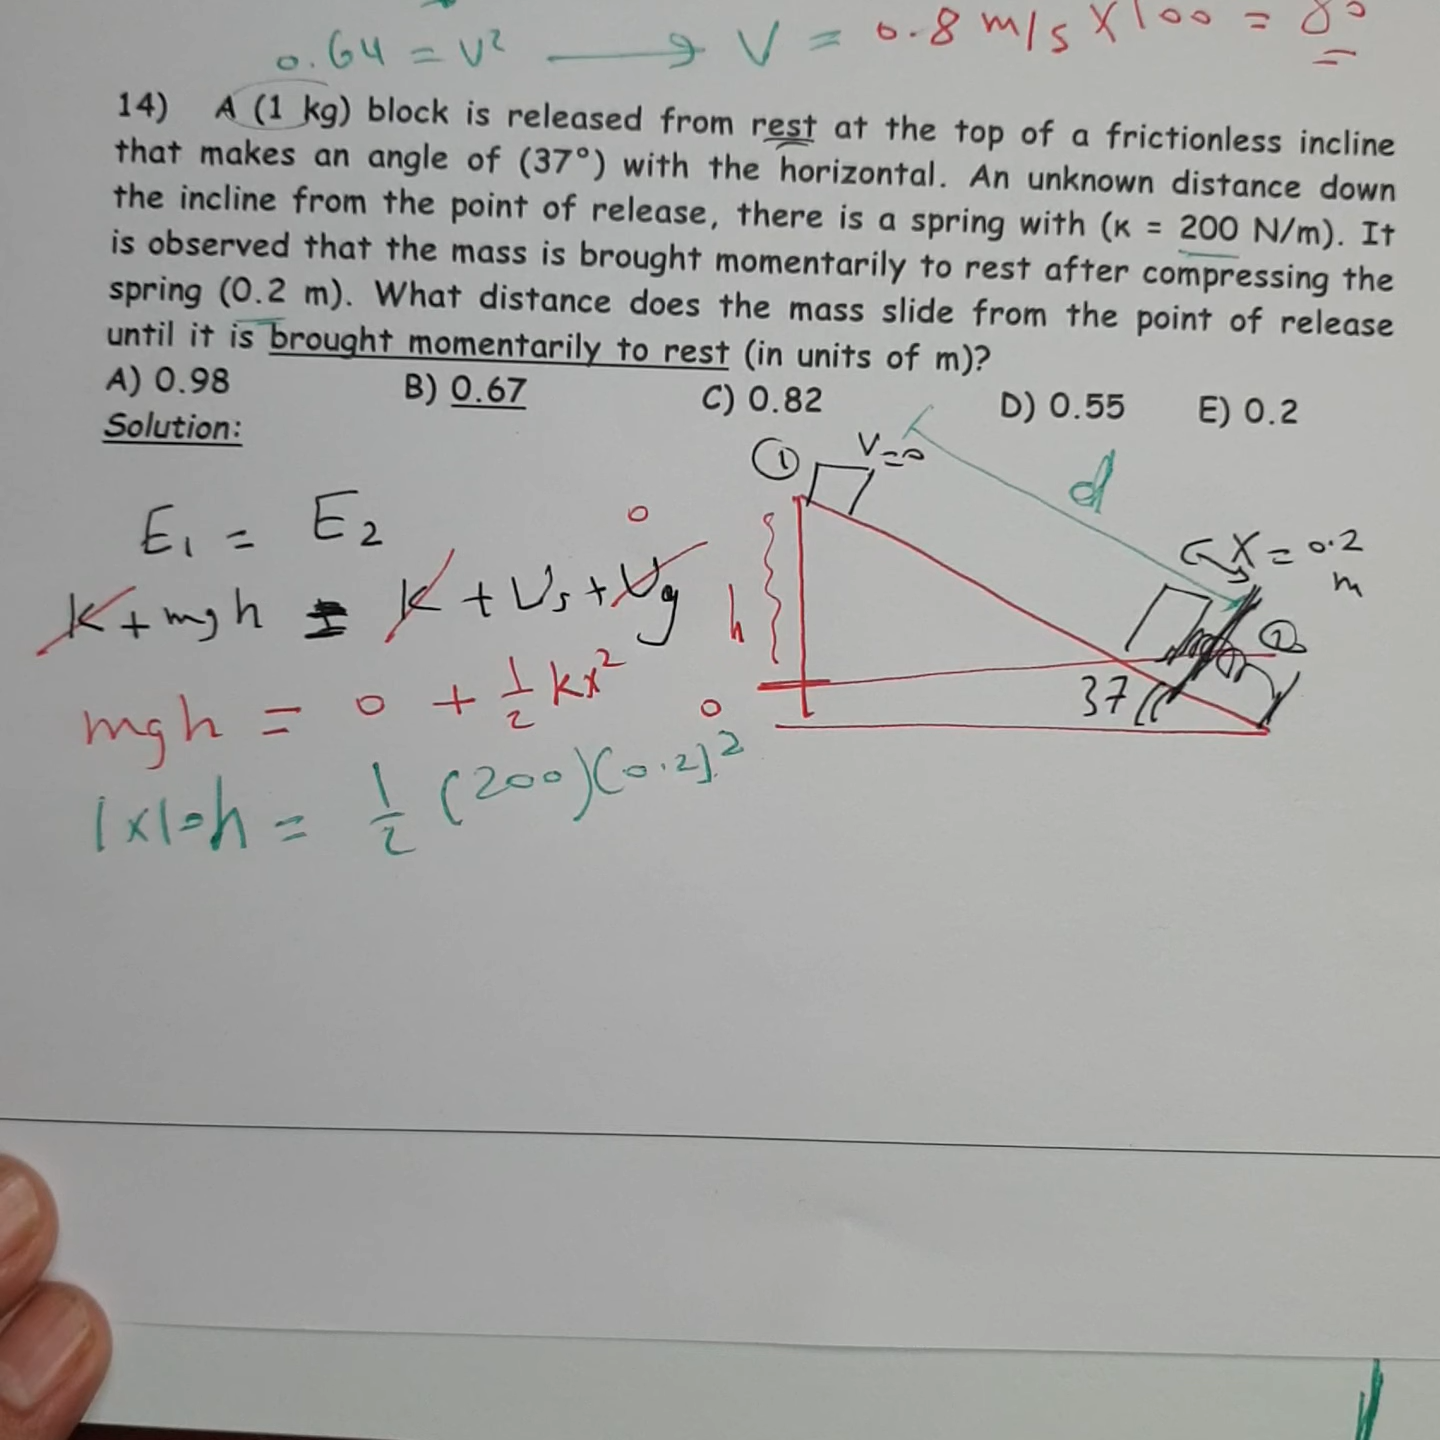 0.64 = V² → V = 0.8 m/s X100 = 80
14) A (1 kg) block is released from rest at the top of a frictionless incline
that makes an angle of (37°) with the horizontal. An unknown distance down
the incline from the point of release, there is a spring with (κ = 200 N/m). It
is observed that the mass is brought momentarily to rest after compressing the
spring (0.2 m). What distance does the mass slide from the point of release
until it is brought momentarily to rest (in units of m)?
A) 0.98 B) 0.67 C) 0.82 D) 0.55 E) 0.2
Solution:
① V=0
d
X = 0.2
m
E₁ = E₂
0
K + mgh = K + Us + Ug
h
②
37
mgh = 0 + ½ kx²
0
1x10h = ½ (200)(0.2)²